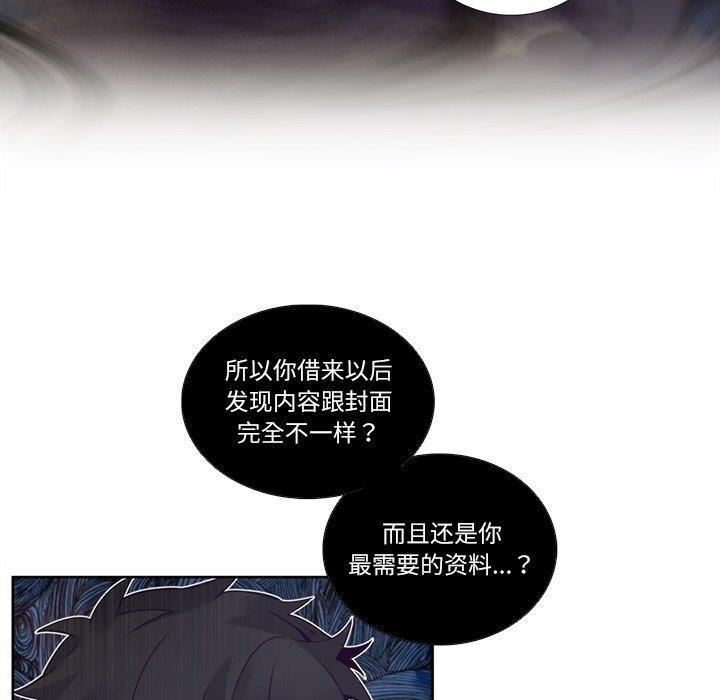 所以你借来以后
发现内容跟封面
完全不一样？
而且还是你
最需要的资料...？